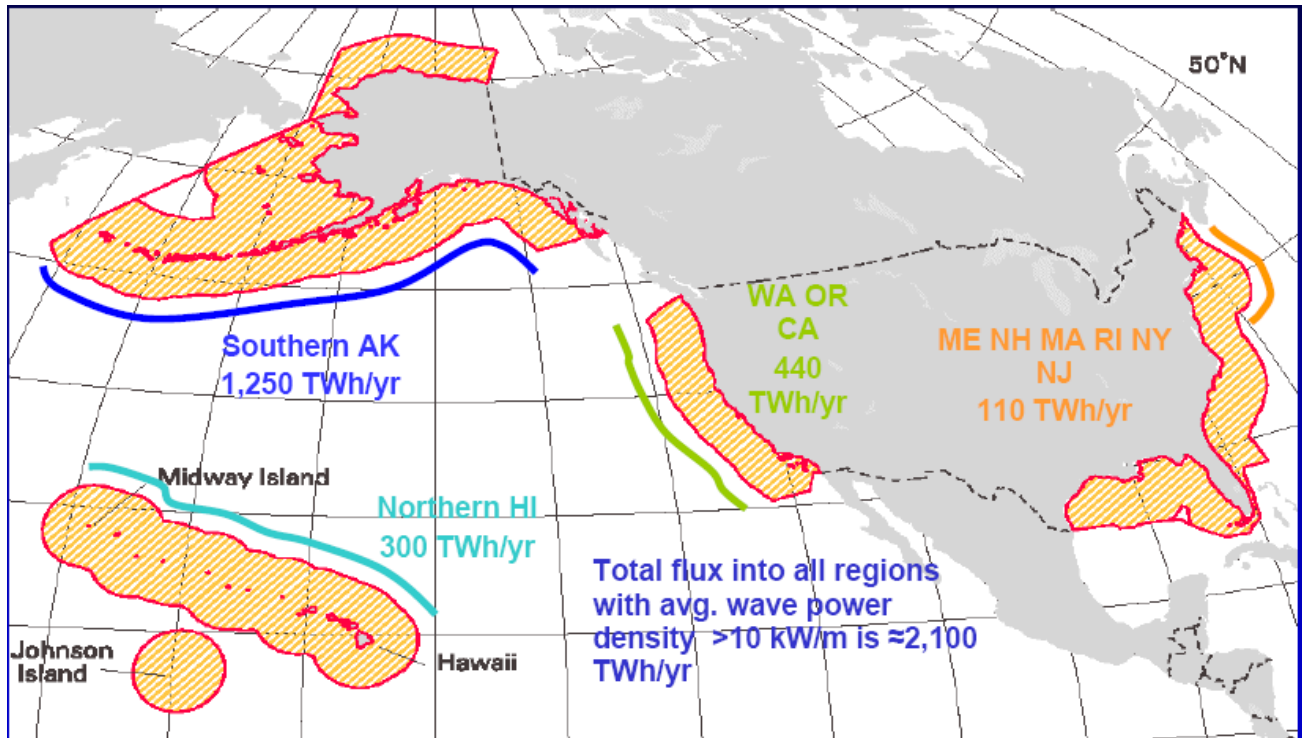 50°N
Southern AK
1,250 TWh/yr
WA OR
CA
440
TWh/yr
ME NH MA RI NY
NJ
110 TWh/yr
Midway Island
Northern HI
300 TWh/yr
Johnson
Island
Hawaii
Total flux into all regions
with avg. wave power
density >10 kW/m is ≈2,100
TWh/yr